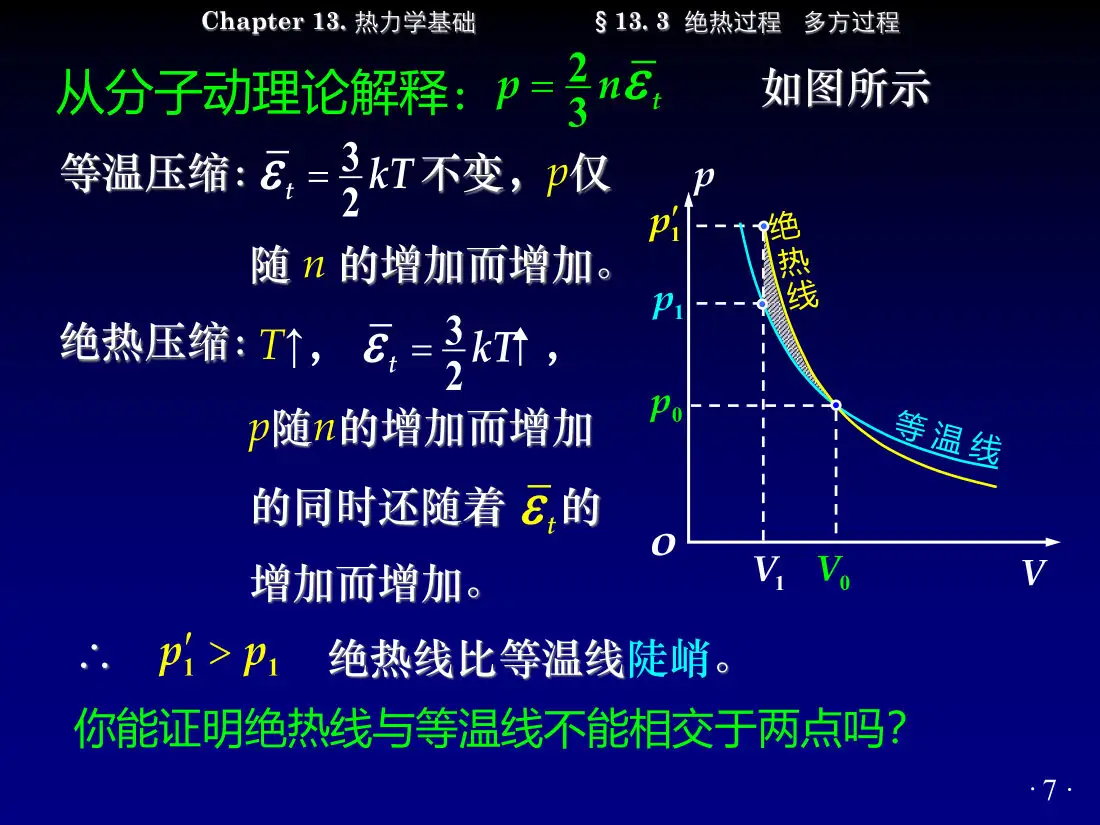 Chapter 13. 热力学基础 §13. 3 绝热过程 多方过程
从分子动理论解释: p = 2/3 n ε̅t 如图所示
等温压缩: ε̅t = 3/2 kT 不变，p仅
随 n 的增加而增加。
绝热压缩: T↑， ε̅t = 3/2 kT↑，
p随n的增加而增加
的同时还随着 ε̅t 的
增加而增加。
∴ p′1 > p1 绝热线比等温线陡峭。
你能证明绝热线与等温线不能相交于两点吗?
p
p′1
绝热线
p1
p0
等温线
O
V1
V0
V
·7·